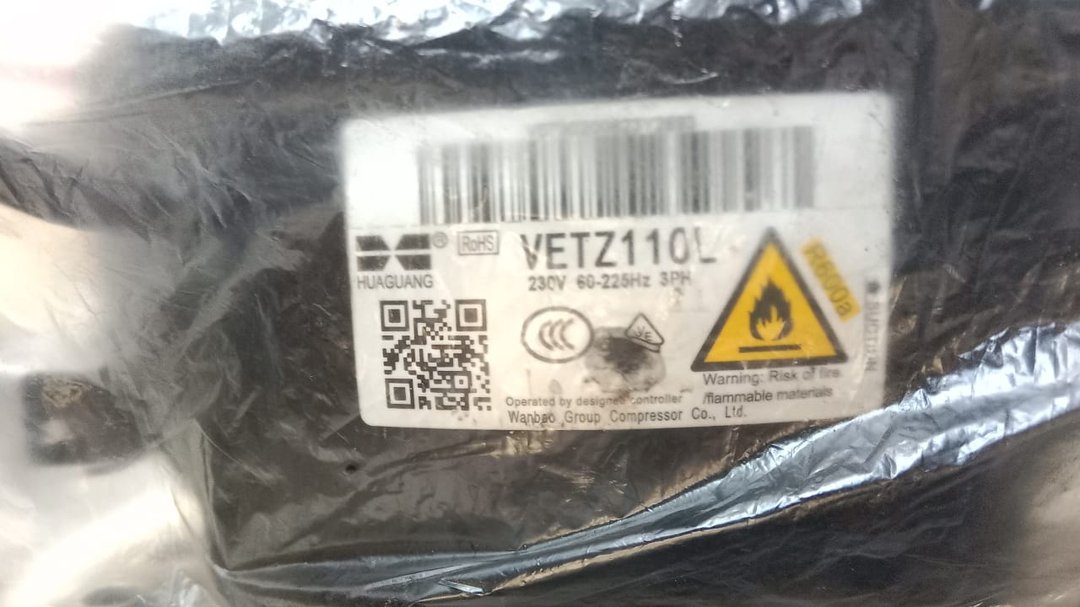 ® RoHS VETZ110L
HUAGUANG
230V 60-225Hz 3PH
R600a
CCC
Operated by designed controller
Wanbao Group Compressor Co., Ltd.
Warning: Risk of fire
/flammable materials